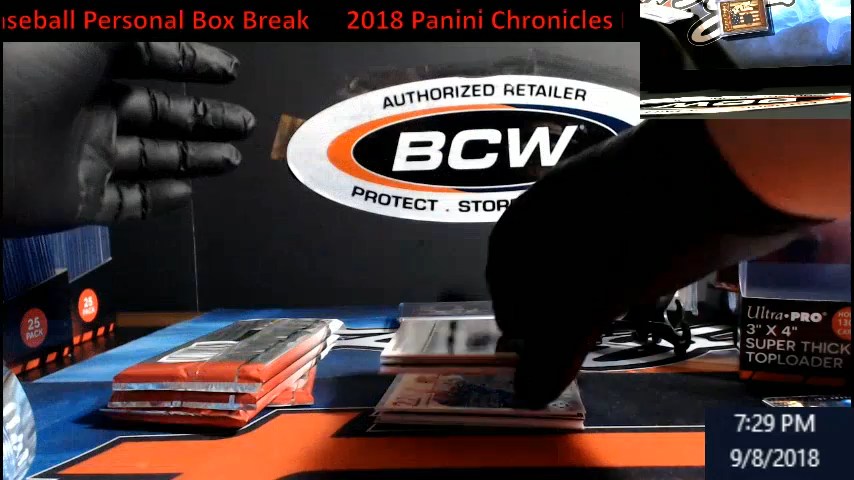 seball Personal Box Break 2018 Panini Chronicles
AUTHORIZED RETAILER
BCW
PROTECT . STOR
25
PACK
25
PACK
Ultra•PRO
3" X 4"
SUPER THICK
TOPLOADER
7:29 PM
9/8/2018